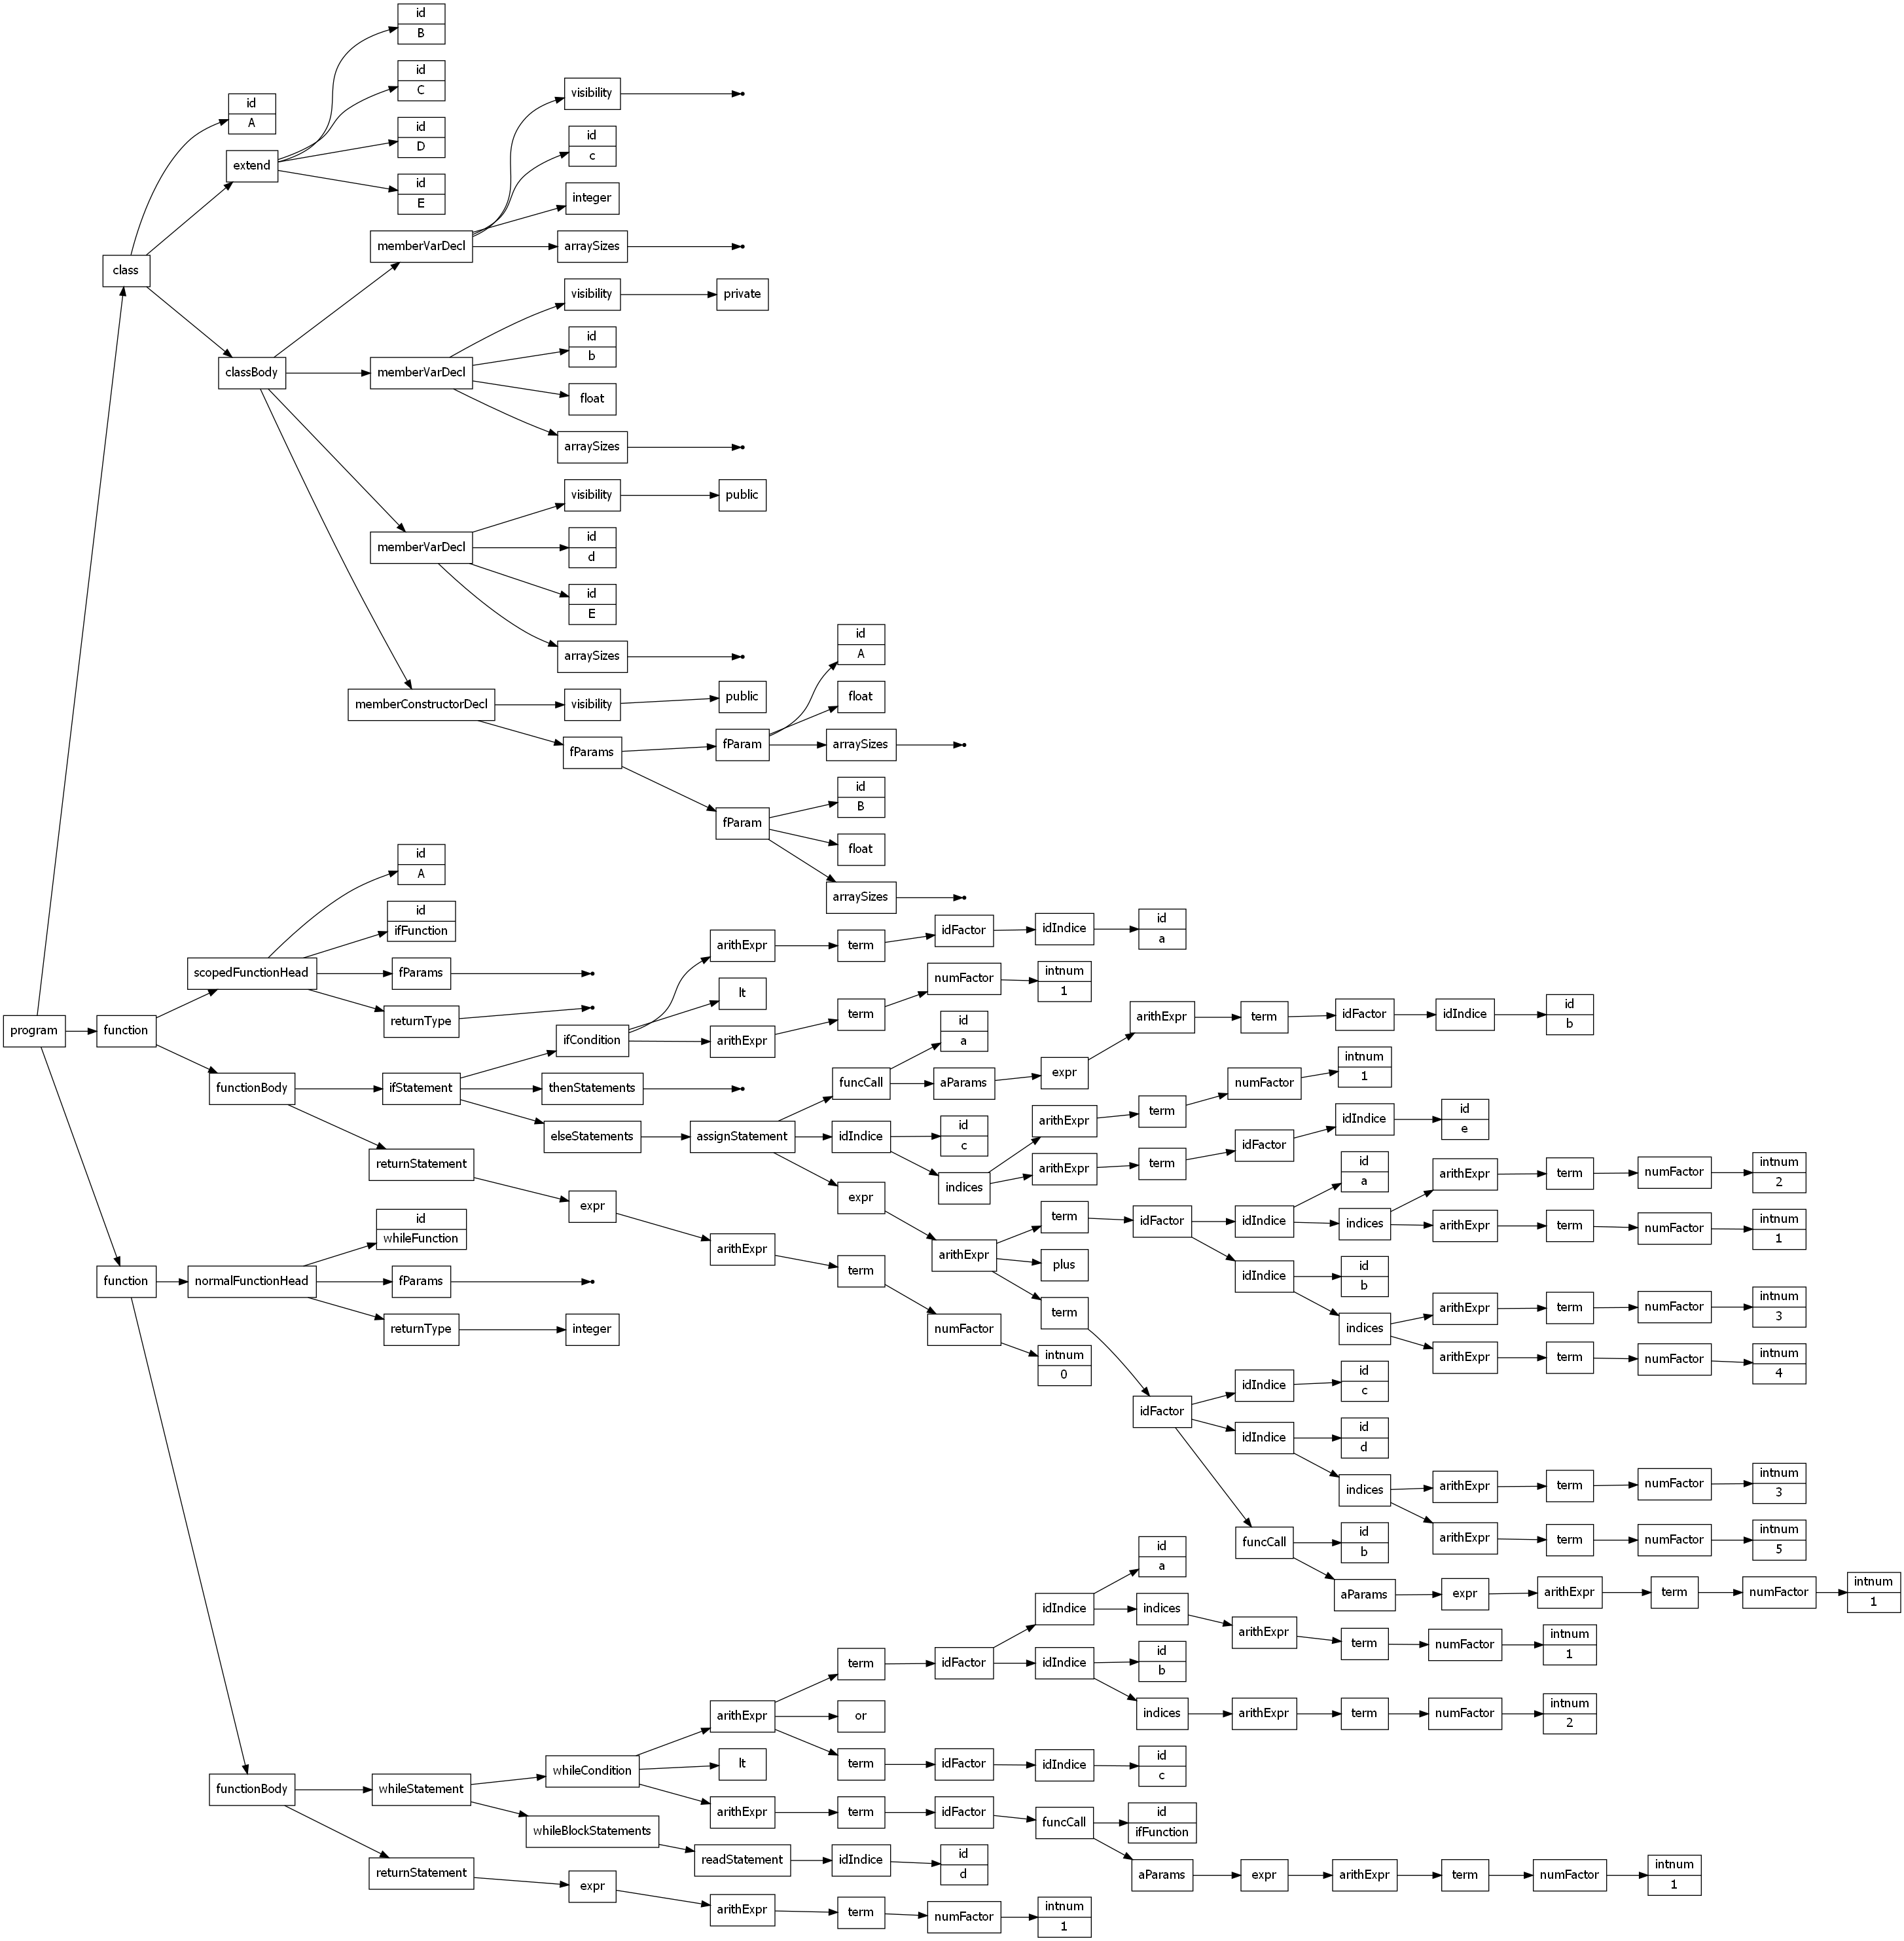 program
class
id
A
extend
id
B
id
C
id
D
id
E
classBody
memberVarDecl
visibility
id
c
integer
arraySizes
memberVarDecl
visibility
private
id
b
float
arraySizes
memberVarDecl
visibility
public
id
d
id
E
arraySizes
memberConstructorDecl
visibility
public
fParams
fParam
id
A
float
arraySizes
fParam
id
B
float
arraySizes
function
scopedFunctionHead
id
A
id
ifFunction
fParams
returnType
functionBody
ifStatement
ifCondition
arithExpr
term
idFactor
idIndice
id
a
lt
arithExpr
term
numFactor
intnum
1
thenStatements
elseStatements
assignStatement
funcCall
id
a
aParams
expr
arithExpr
term
idFactor
idIndice
id
b
idIndice
id
c
indices
arithExpr
term
numFactor
intnum
1
arithExpr
term
idFactor
idIndice
id
e
expr
arithExpr
term
idFactor
idIndice
id
a
indices
arithExpr
term
numFactor
intnum
2
arithExpr
term
numFactor
intnum
1
idIndice
id
b
indices
arithExpr
term
numFactor
intnum
3
arithExpr
term
numFactor
intnum
4
plus
term
idFactor
idIndice
id
c
idIndice
id
d
indices
arithExpr
term
numFactor
intnum
3
arithExpr
term
numFactor
intnum
5
funcCall
id
b
aParams
expr
arithExpr
term
numFactor
intnum
1
returnStatement
expr
arithExpr
term
numFactor
intnum
0
function
normalFunctionHead
id
whileFunction
fParams
returnType
integer
functionBody
whileStatement
whileCondition
arithExpr
term
idFactor
idIndice
id
a
indices
arithExpr
term
numFactor
intnum
1
idIndice
id
b
indices
arithExpr
term
numFactor
intnum
2
or
term
idFactor
idIndice
id
c
lt
arithExpr
term
idFactor
funcCall
id
ifFunction
aParams
expr
arithExpr
term
numFactor
intnum
1
whileBlockStatements
readStatement
idIndice
id
d
returnStatement
expr
arithExpr
term
numFactor
intnum
1